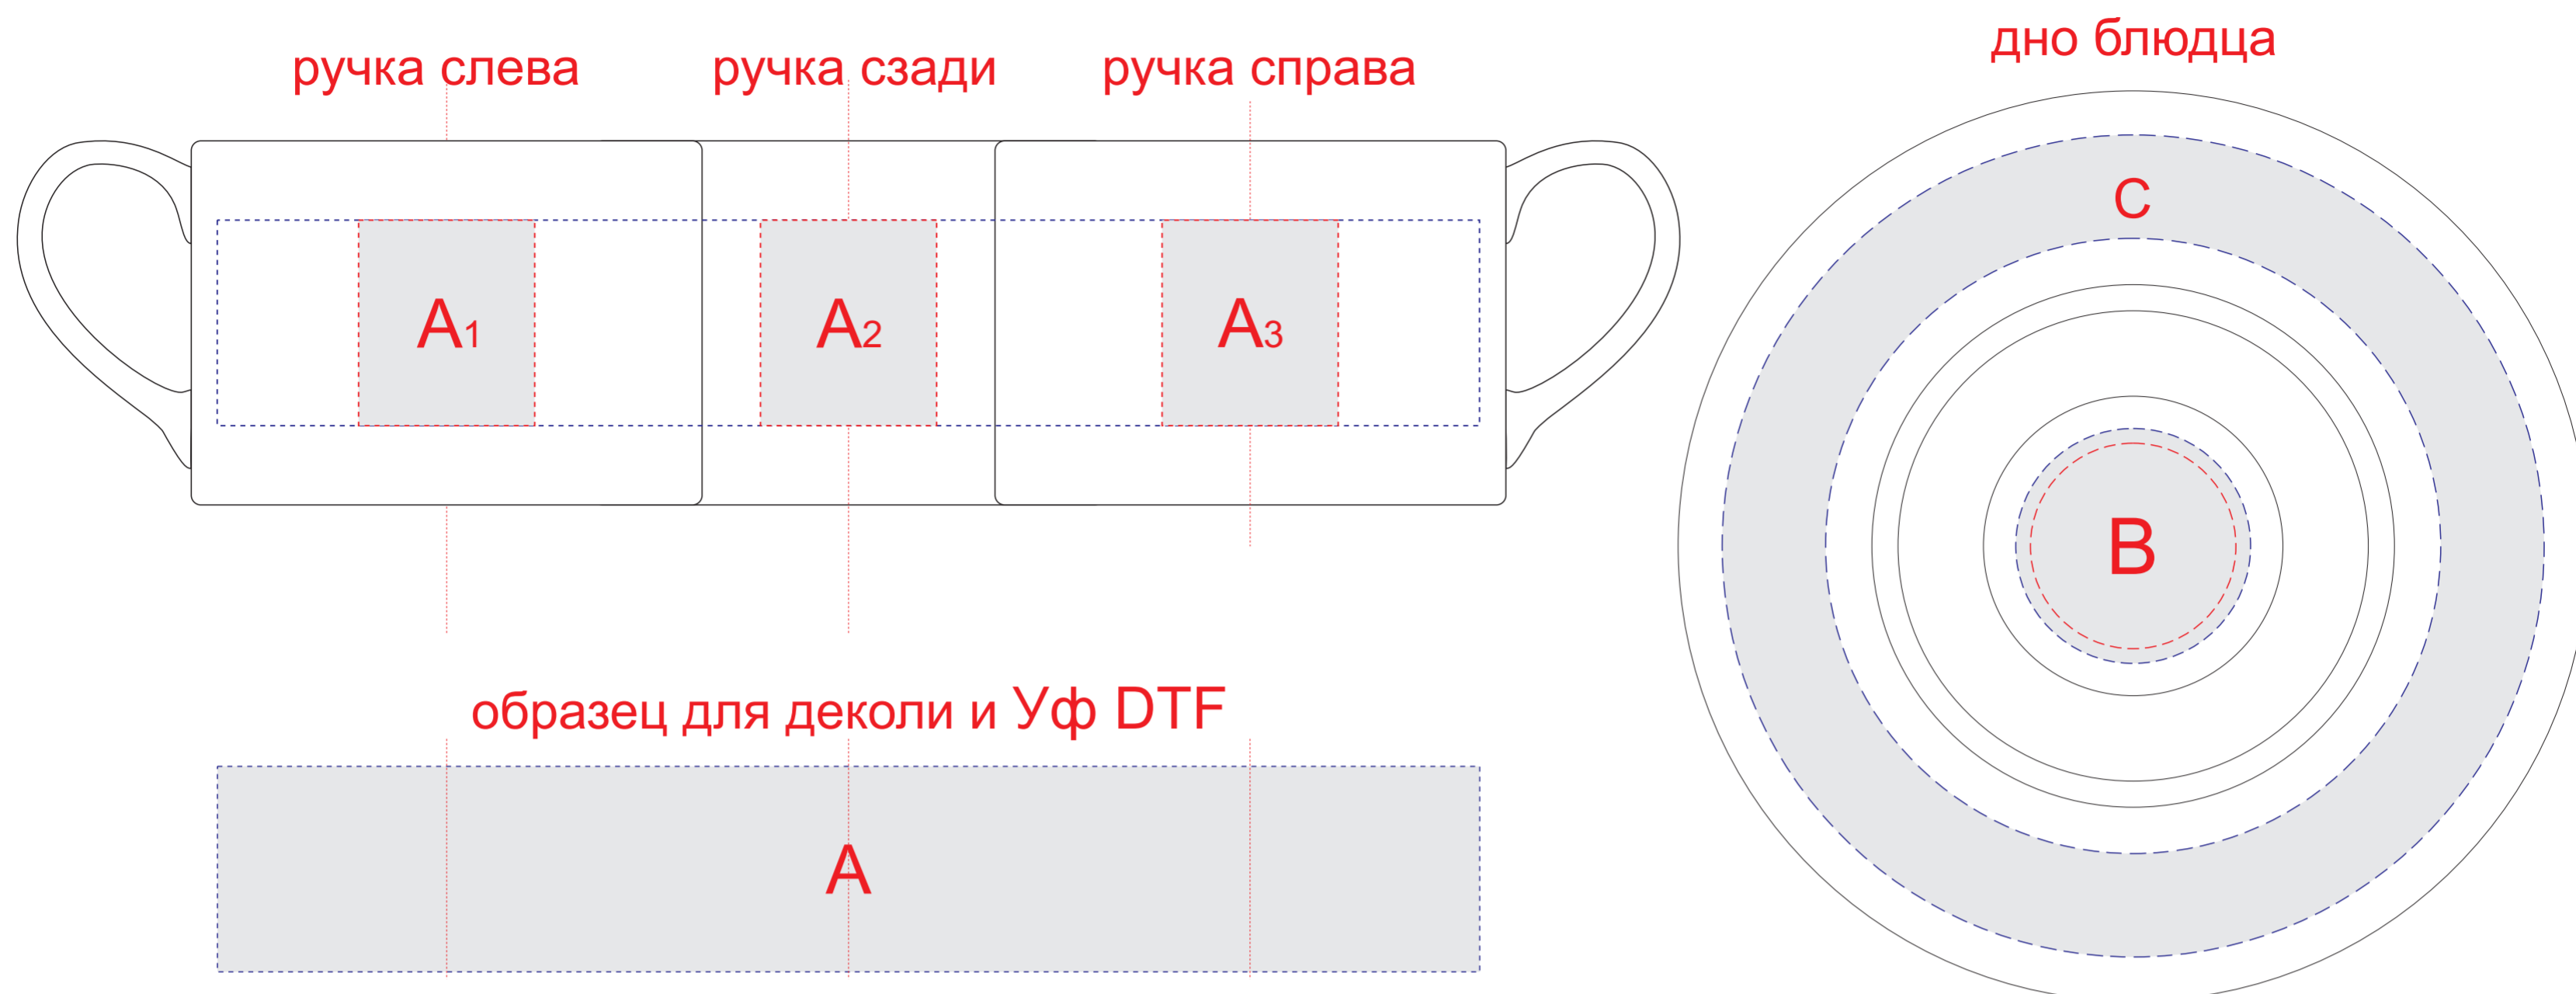 ручка слева ручка сзади ручка справа
A1 A2 A3
образец для деколи и Уф DTF
A
дно блюдца
C
B